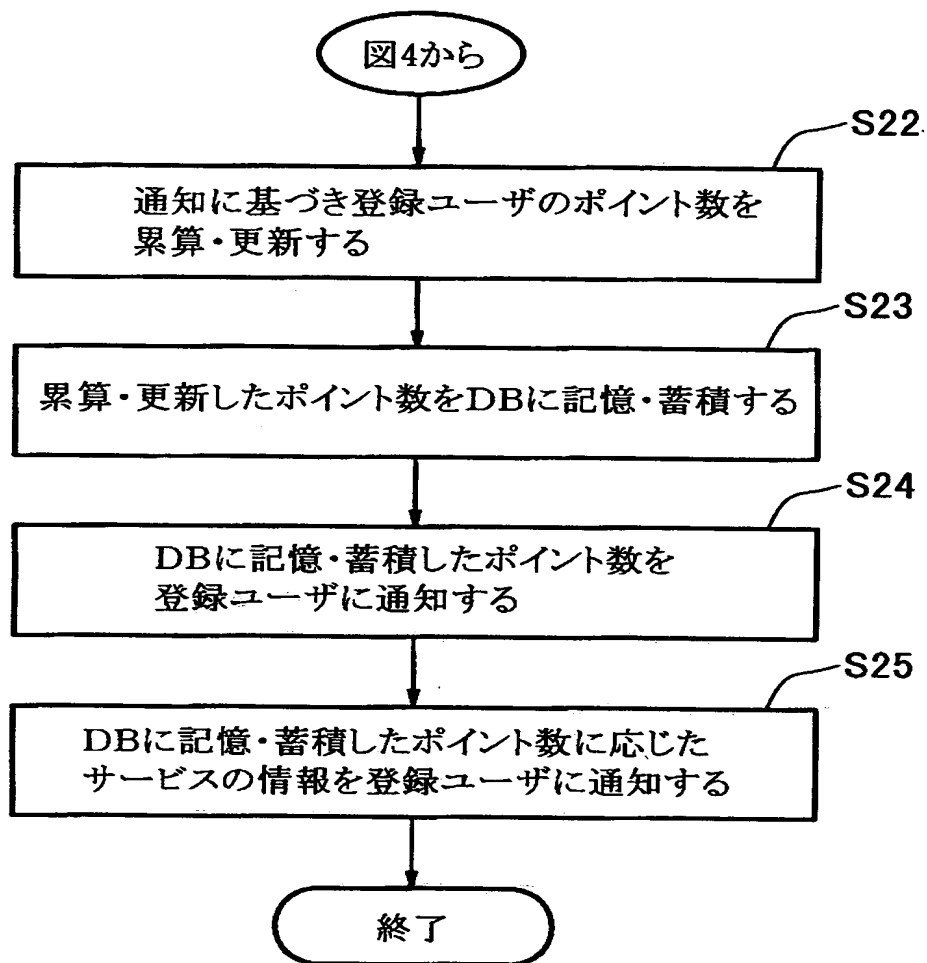 図4から
S22
通知に基づき登録ユーザのポイント数を
累算・更新する
S23
累算・更新したポイント数をDBに記憶・蓄積する
S24
DBに記憶・蓄積したポイント数を
登録ユーザに通知する
S25
DBに記憶・蓄積したポイント数に応じた
サービスの情報を登録ユーザに通知する
終了